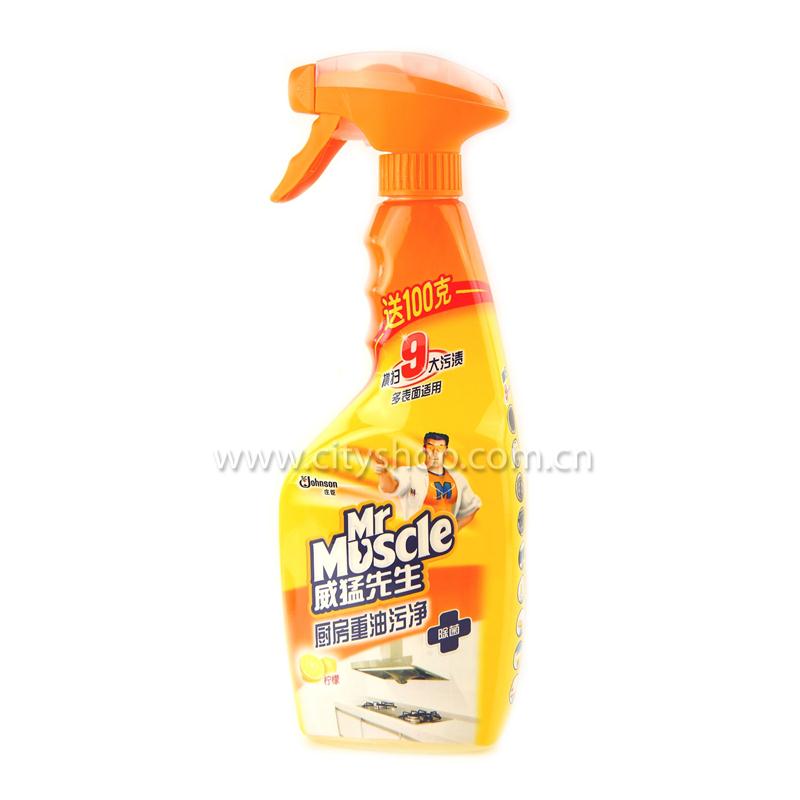 送100克
横扫9大污渍
多表面适用
www.cityshop.com.cn
Johnson
庄臣
M
Mr
Muscle
威猛先生
厨房重油污净
除菌
柠檬